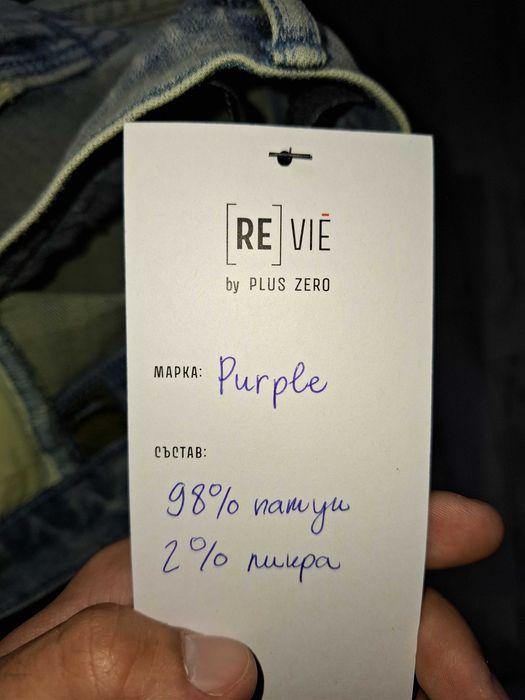 [RE]VIĒ
by PLUS ZERO
МАРКА: Purple
СЪСТАВ:
98% памук
2% ликра